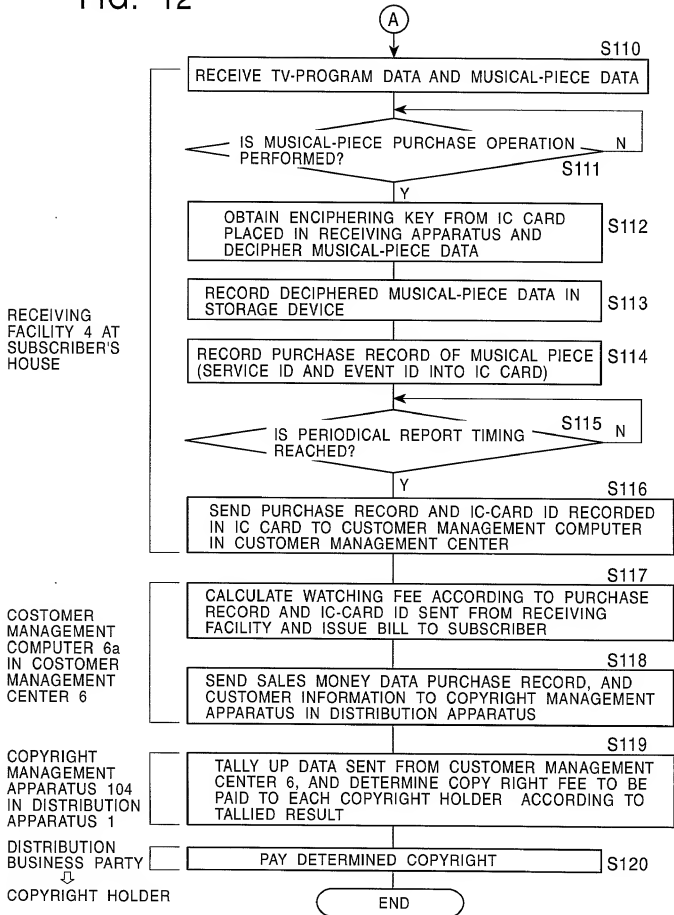 FIG. 12
A
S110
RECEIVE TV-PROGRAM DATA AND MUSICAL-PIECE DATA
IS MUSICAL-PIECE PURCHASE OPERATION
PERFORMED?
N
S111
Y
OBTAIN ENCIPHERING KEY FROM IC CARD
PLACED IN RECEIVING APPARATUS AND
DECIPHER MUSICAL-PIECE DATA
S112
RECORD DECIPHERED MUSICAL-PIECE DATA IN
STORAGE DEVICE
S113
RECEIVING
FACILITY 4 AT
SUBSCRIBER'S
HOUSE
RECORD PURCHASE RECORD OF MUSICAL PIECE
(SERVICE ID AND EVENT ID INTO IC CARD)
S114
S115
IS PERIODICAL REPORT TIMING
REACHED?
N
Y
S116
SEND PURCHASE RECORD AND IC-CARD ID RECORDED
IN IC CARD TO CUSTOMER MANAGEMENT COMPUTER
IN CUSTOMER MANAGEMENT CENTER
S117
COSTOMER
MANAGEMENT
COMPUTER 6a
IN COSTOMER
MANAGEMENT
CENTER 6
CALCULATE WATCHING FEE ACCORDING TO PURCHASE
RECORD AND IC-CARD ID SENT FROM RECEIVING
FACILITY AND ISSUE BILL TO SUBSCRIBER
S118
SEND SALES MONEY DATA PURCHASE RECORD, AND
CUSTOMER INFORMATION TO COPYRIGHT MANAGEMENT
APPARATUS IN DISTRIBUTION APPARATUS
S119
COPYRIGHT
MANAGEMENT
APPARATUS 104
IN DISTRIBUTION
APPARATUS 1
TALLY UP DATA SENT FROM CUSTOMER MANAGEMENT
CENTER 6, AND DETERMINE COPY RIGHT FEE TO BE
PAID TO EACH COPYRIGHT HOLDER ACCORDING TO
TALLIED RESULT
DISTRIBUTION
BUSINESS PARTY
⇩
COPYRIGHT HOLDER
PAY DETERMINED COPYRIGHT
S120
END